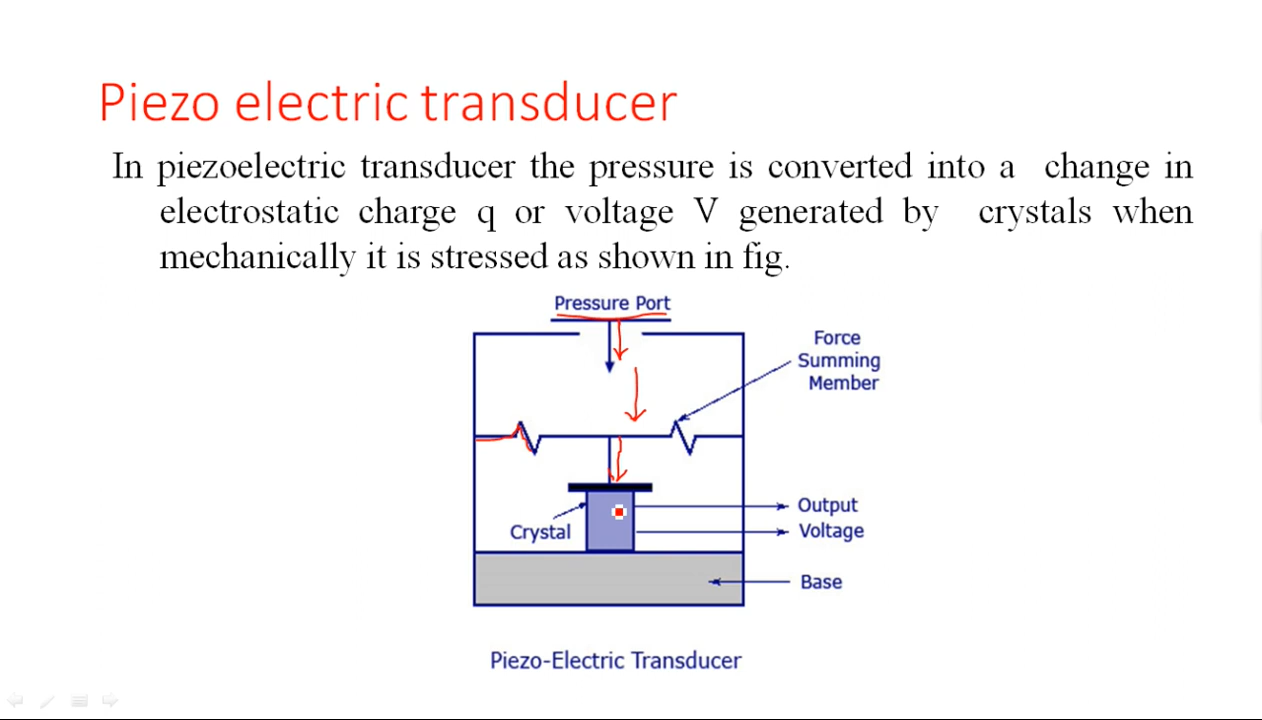 Piezo electric transducer
In piezoelectric transducer the pressure is converted into a change in
electrostatic charge q or voltage V generated by crystals when
mechanically it is stressed as shown in fig.
Pressure Port
Force
Summing
Member
Crystal
Output
Voltage
Base
Piezo-Electric Transducer